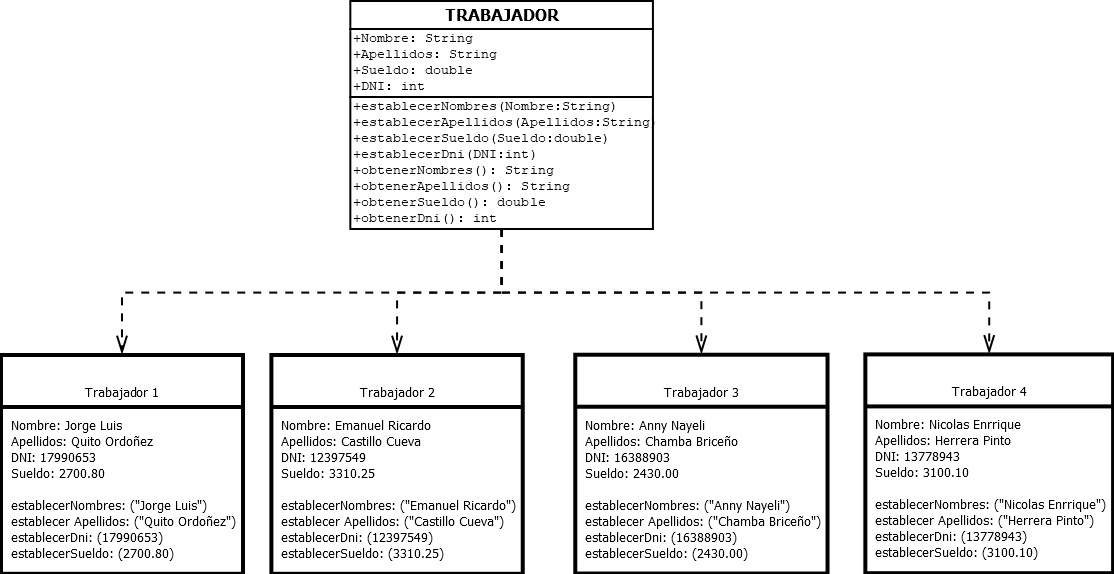 TRABAJADOR
+Nombre: String
+Apellidos: String
+Sueldo: double
+DNI: int
+establecerNombres(Nombre:String)
+establecerApellidos(Apellidos:String)
+establecerSueldo(Sueldo:double)
+establecerDni(DNI:int)
+obtenerNombres(): String
+obtenerApellidos(): String
+obtenerSueldo(): double
+obtenerDni(): int
Trabajador 1
Nombre: Jorge Luis
Apellidos: Quito Ordoñez
DNI: 17990653
Sueldo: 2700.80
establecerNombres: ("Jorge Luis")
establecer Apellidos: ("Quito Ordoñez")
establecerDni: (17990653)
establecerSueldo: (2700.80)
Trabajador 2
Nombre: Emanuel Ricardo
Apellidos: Castillo Cueva
DNI: 12397549
Sueldo: 3310.25
establecerNombres: ("Emanuel Ricardo")
establecer Apellidos: ("Castillo Cueva")
establecerDni: (12397549)
establecerSueldo: (3310.25)
Trabajador 3
Nombre: Anny Nayeli
Apellidos: Chamba Briceño
DNI: 16388903
Sueldo: 2430.00
establecerNombres: ("Anny Nayeli")
establecer Apellidos: ("Chamba Briceño")
establecerDni: (16388903)
establecerSueldo: (2430.00)
Trabajador 4
Nombre: Nicolas Enrrique
Apellidos: Herrera Pinto
DNI: 13778943
Sueldo: 3100.10
establecerNombres: ("Nicolas Enrrique")
establecer Apellidos: ("Herrera Pinto")
establecerDni: (13778943)
establecerSueldo: (3100.10)